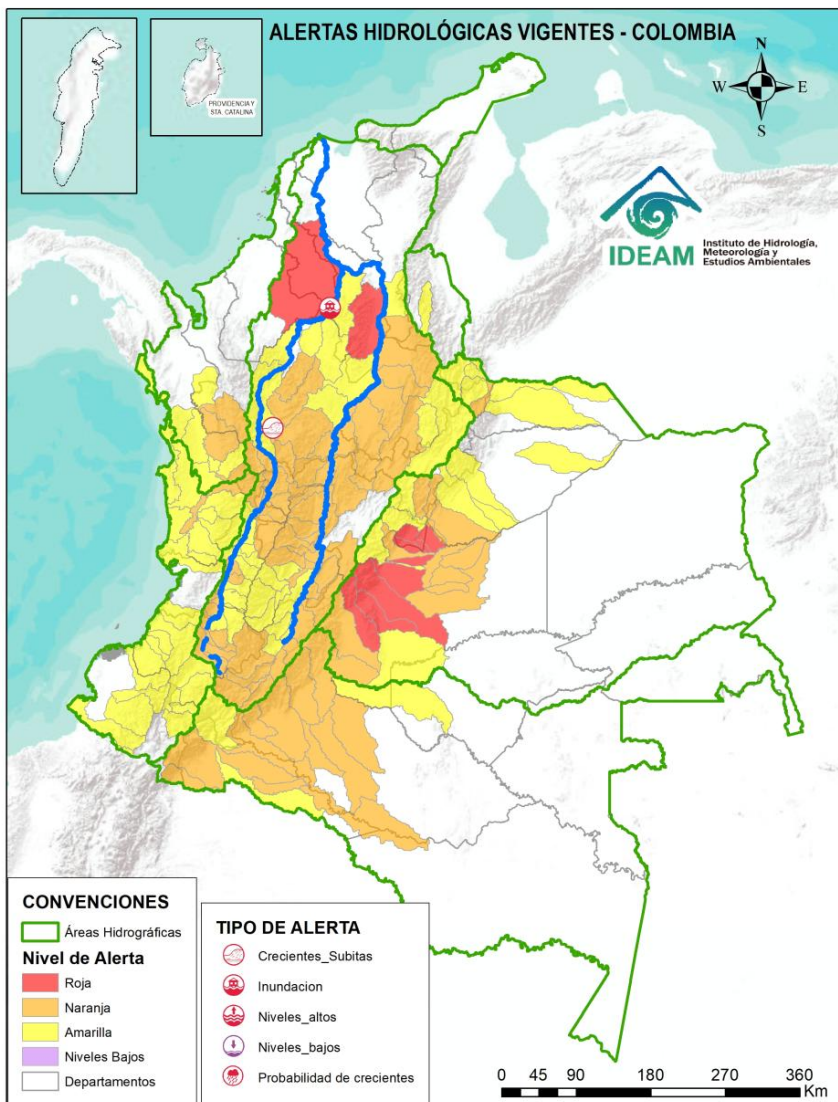 ALERTAS HIDROLÓGICAS VIGENTES - COLOMBIA
PROVIDENCIA Y
STA. CATALINA
N
W
E
S
IDEAM
Instituto de Hidrología,
Meteorología y
Estudios Ambientales
CONVENCIONES
Áreas Hidrográficas
Nivel de Alerta
Roja
Naranja
Amarilla
Niveles Bajos
Departamentos
TIPO DE ALERTA
Crecientes_Subitas
Inundacion
Niveles_altos
Niveles_bajos
Probabilidad de crecientes
0 45 90 180 270 360
Km